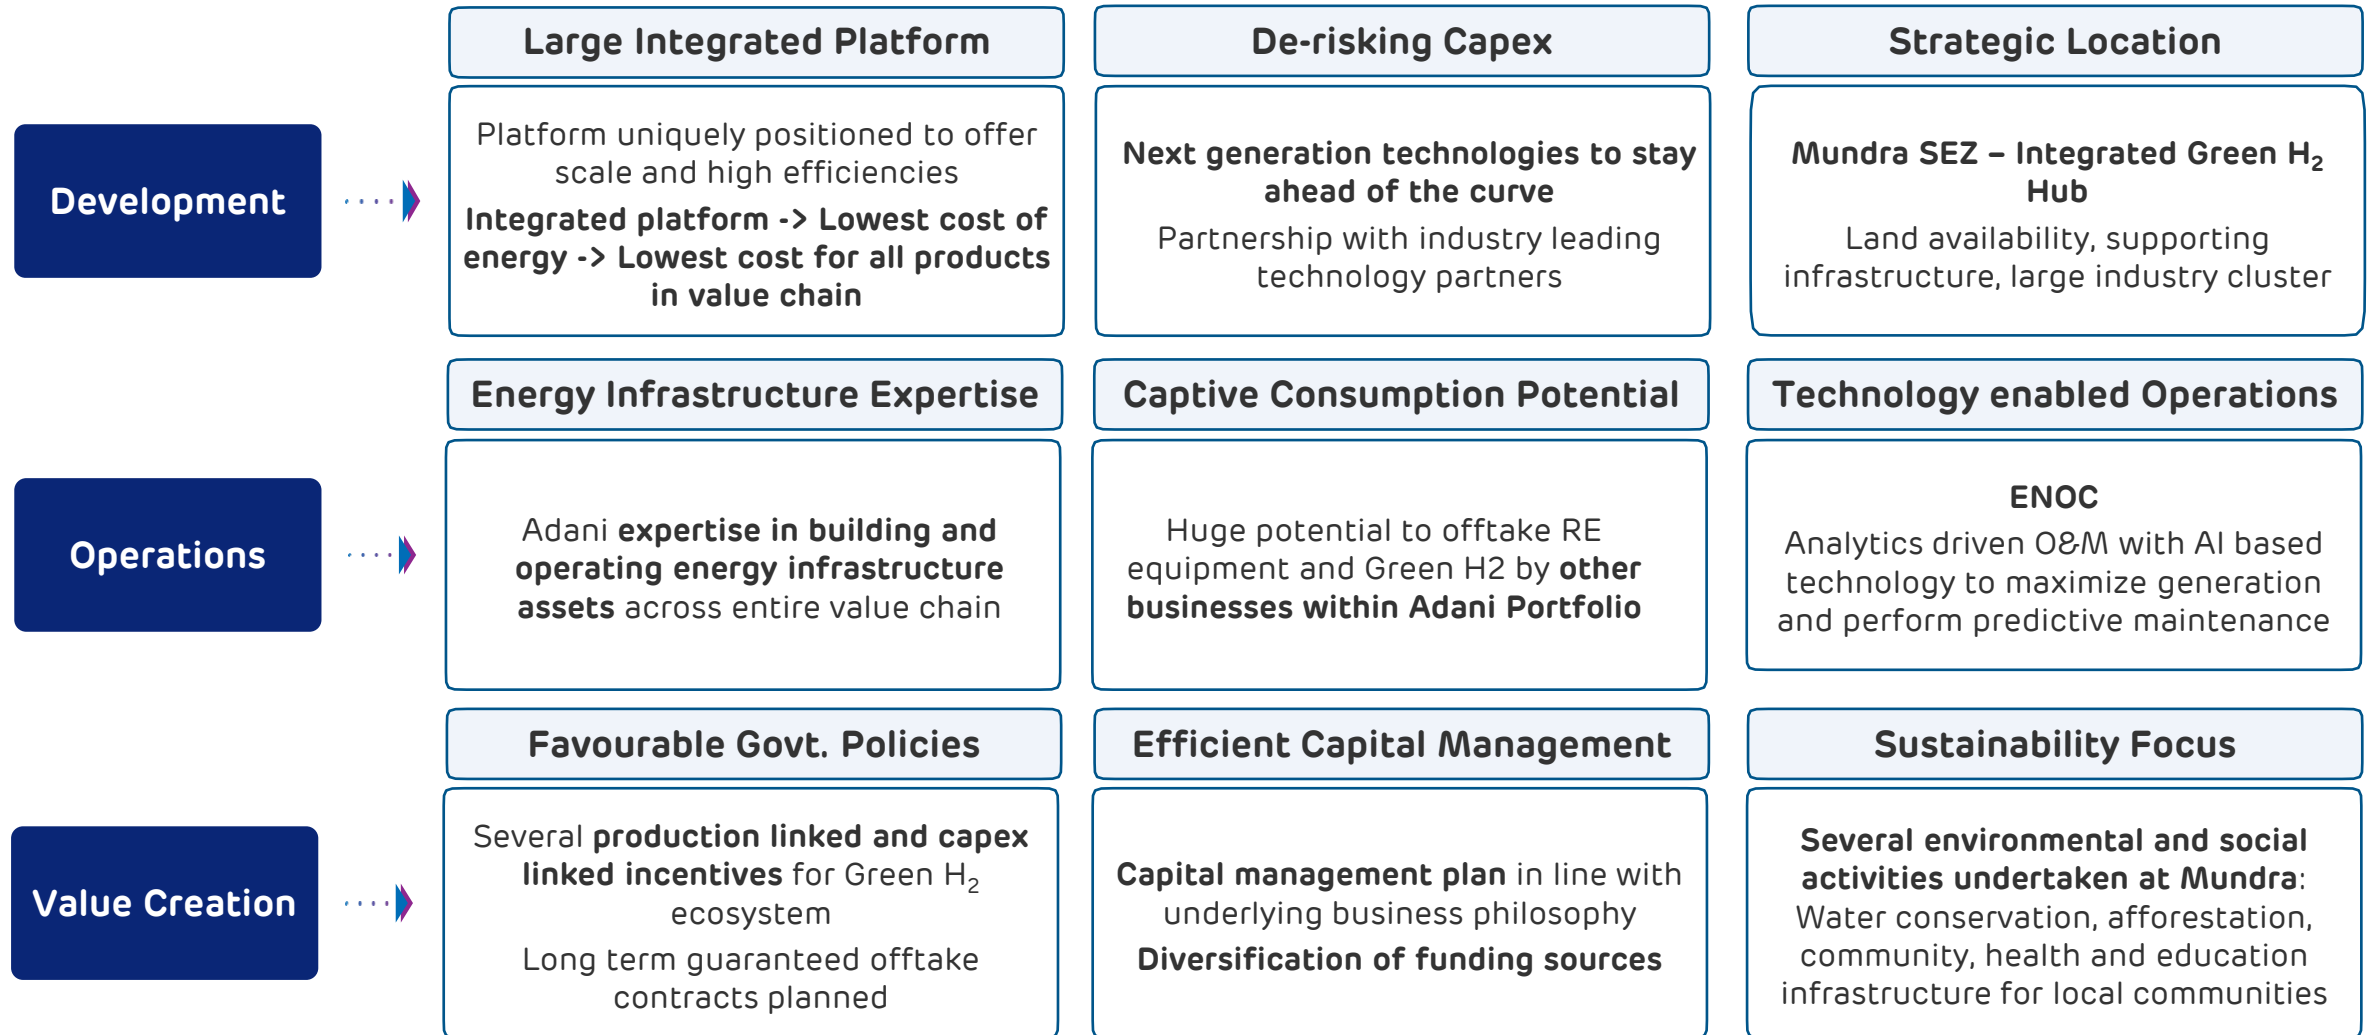 Large Integrated Platform
De-risking Capex
Strategic Location
Development
Platform uniquely positioned to offer
scale and high efficiencies
Integrated platform -> Lowest cost of
energy -> Lowest cost for all products
in value chain
Next generation technologies to stay
ahead of the curve
Partnership with industry leading
technology partners
Mundra SEZ – Integrated Green H₂
Hub
Land availability, supporting
infrastructure, large industry cluster
Energy Infrastructure Expertise
Captive Consumption Potential
Technology enabled Operations
Operations
Adani expertise in building and
operating energy infrastructure
assets across entire value chain
Huge potential to offtake RE
equipment and Green H2 by other
businesses within Adani Portfolio
ENOC
Analytics driven O&M with AI based
technology to maximize generation
and perform predictive maintenance
Favourable Govt. Policies
Efficient Capital Management
Sustainability Focus
Value Creation
Several production linked and capex
linked incentives for Green H₂
ecosystem
Long term guaranteed offtake
contracts planned
Capital management plan in line with
underlying business philosophy
Diversification of funding sources
Several environmental and social
activities undertaken at Mundra:
Water conservation, afforestation,
community, health and education
infrastructure for local communities